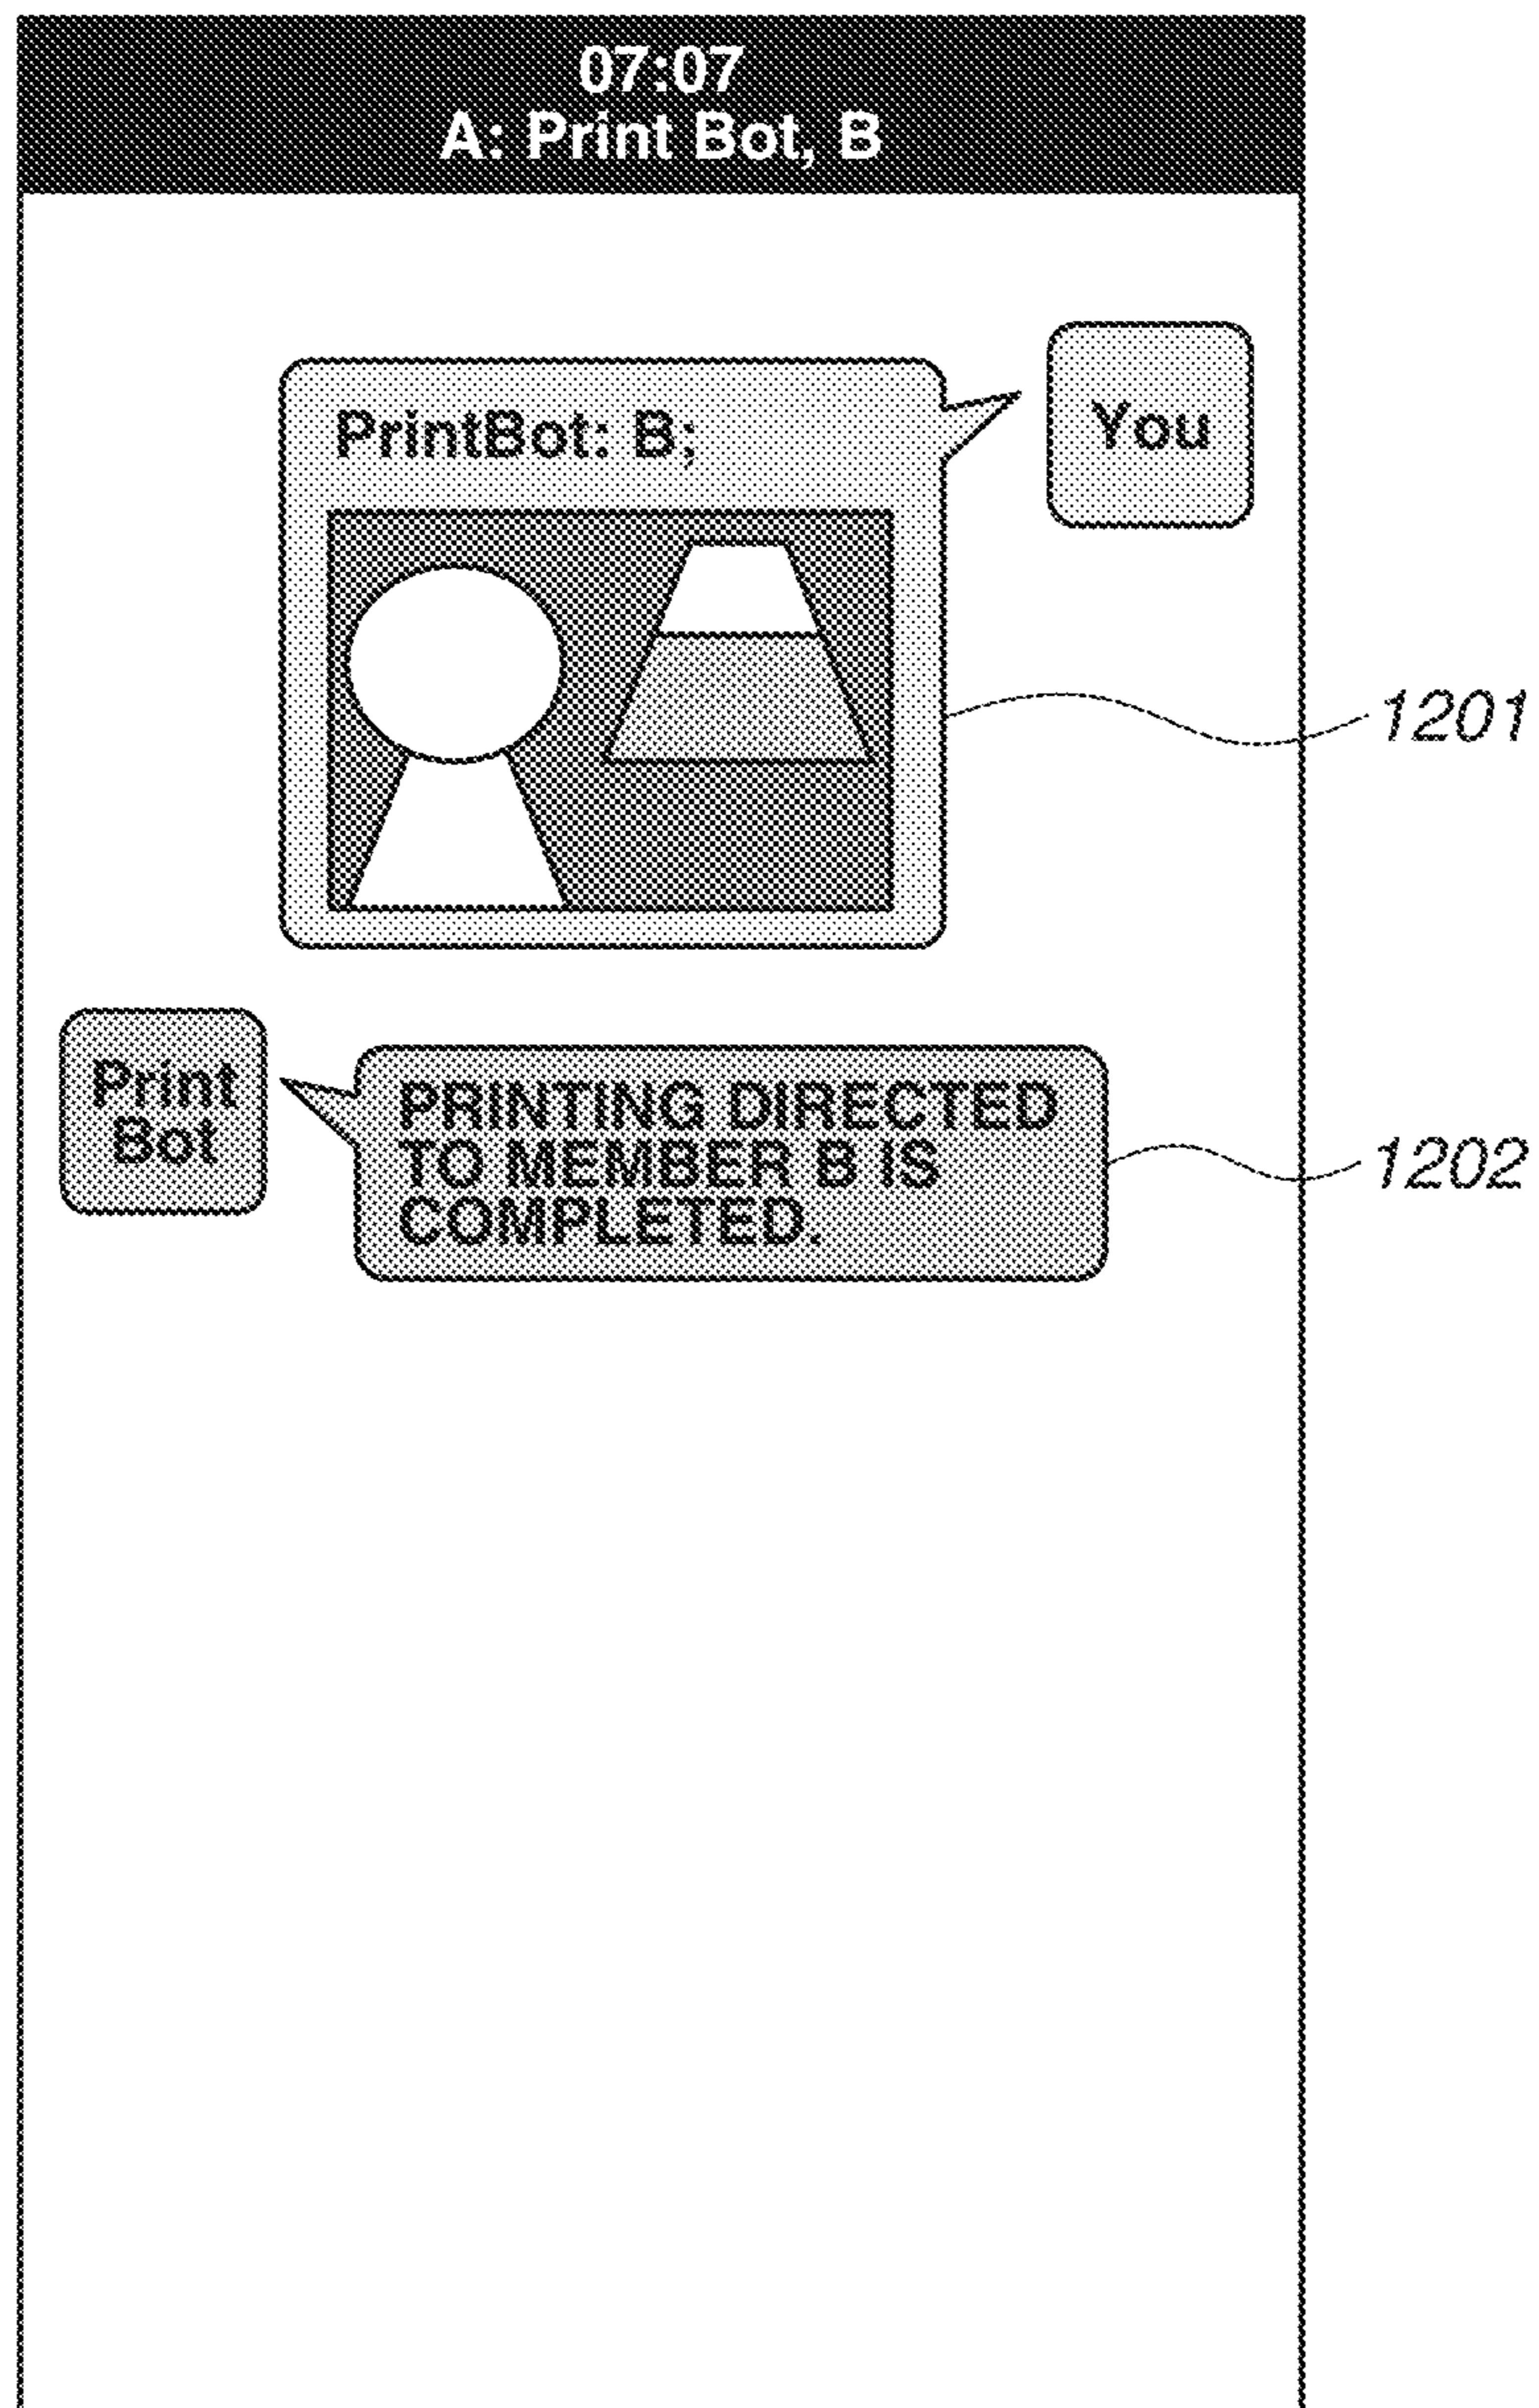 07:07
A: Print Bot, B
You
PrintBot: B;
1201
Print
Bot
PRINTING DIRECTED
TO MEMBER B IS
COMPLETED.
1202